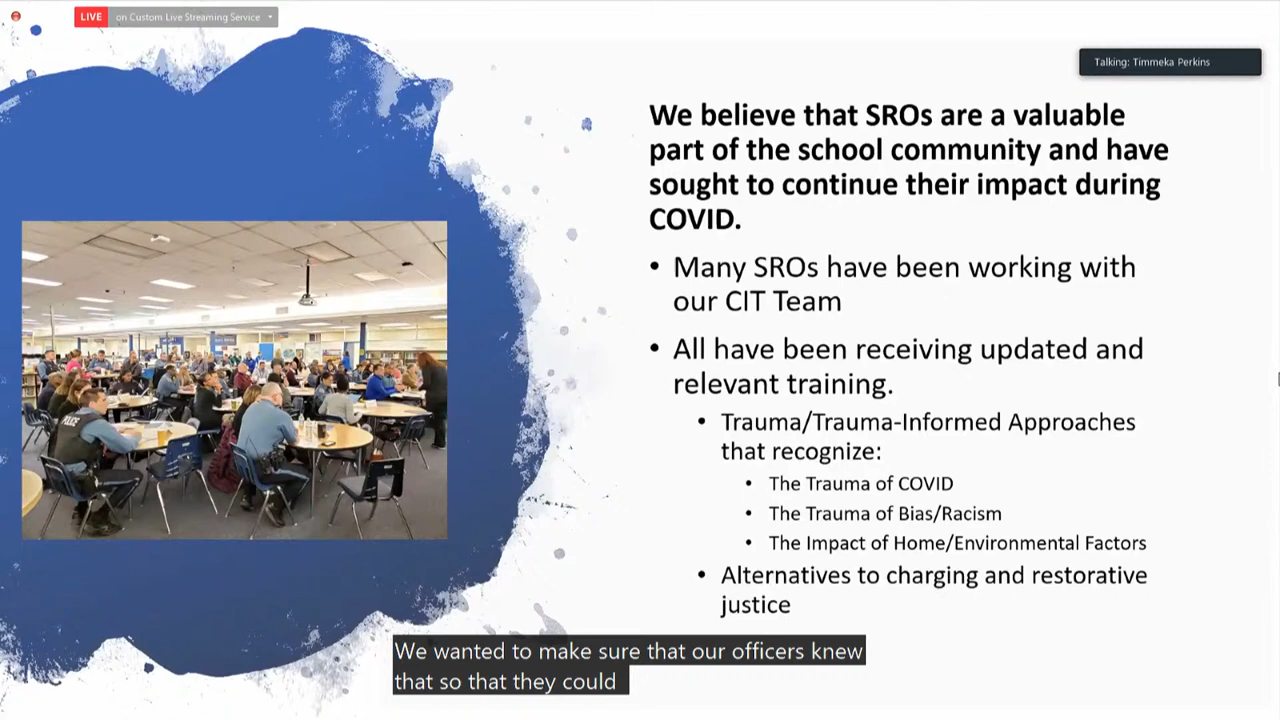 LIVE on Custom Live Streaming Service
Talking: Timmeka Perkins
We believe that SROs are a valuable
part of the school community and have
sought to continue their impact during
COVID.
• Many SROs have been working with
our CIT Team
• All have been receiving updated and
relevant training.
• Trauma/Trauma-Informed Approaches
that recognize:
• The Trauma of COVID
• The Trauma of Bias/Racism
• The Impact of Home/Environmental Factors
• Alternatives to charging and restorative
justice
POLICE
We wanted to make sure that our officers knew
that so that they could